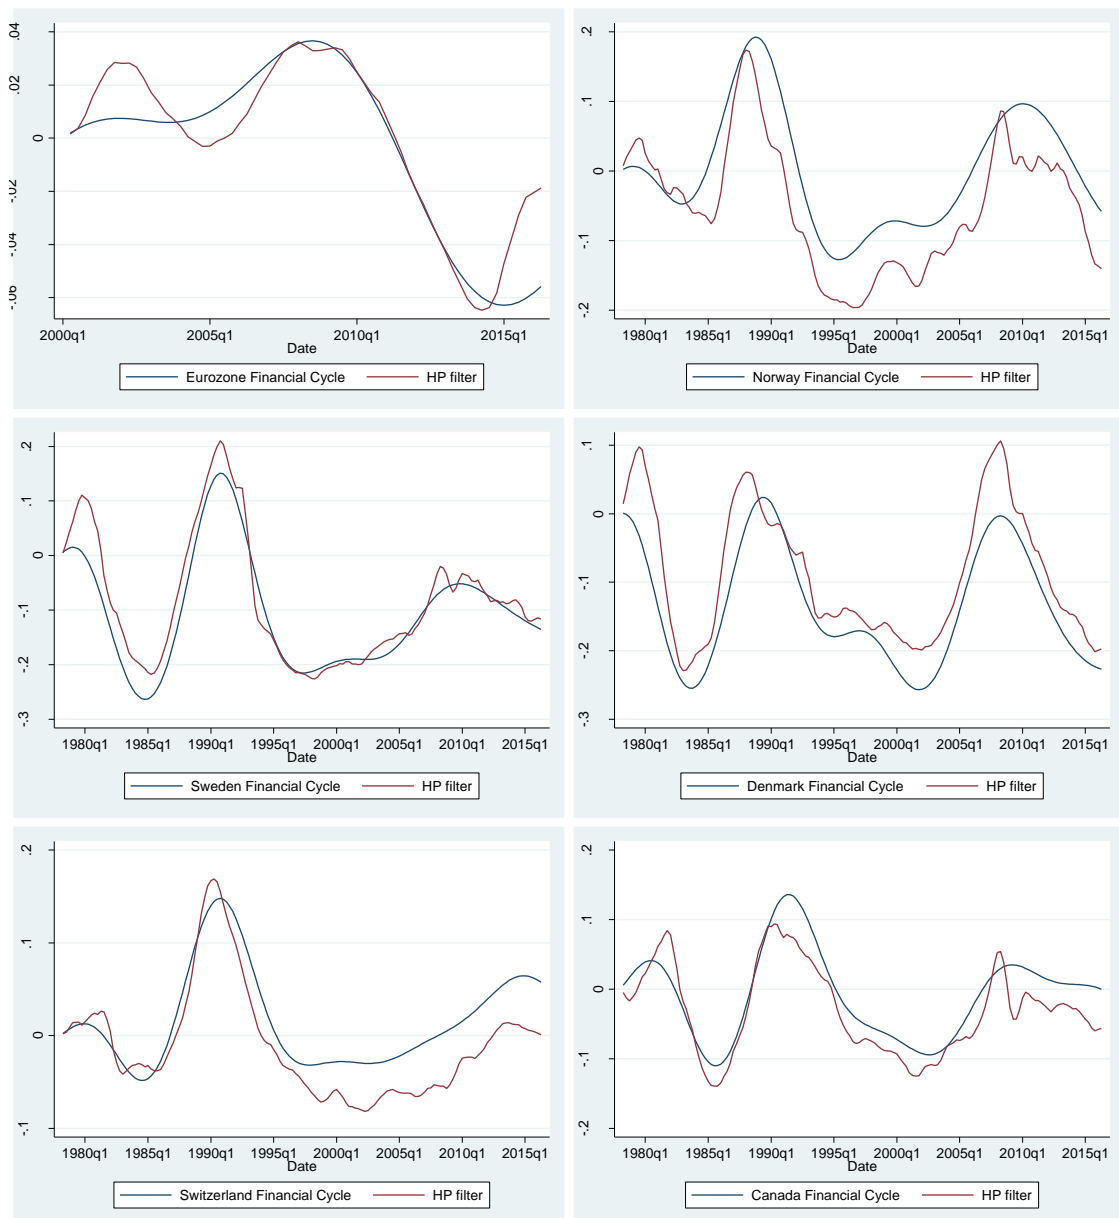 .04
.02
0
-.02
-.04
-.06
2000q1 2005q1 2010q1 2015q1
Date
Eurozone Financial Cycle HP filter
.2
.1
0
-.1
-.2
1980q1 1985q1 1990q1 1995q1 2000q1 2005q1 2010q1 2015q1
Date
Norway Financial Cycle HP filter
.2
.1
0
-.1
-.2
-.3
1980q1 1985q1 1990q1 1995q1 2000q1 2005q1 2010q1 2015q1
Date
Sweden Financial Cycle HP filter
.1
0
-.1
-.2
-.3
1980q1 1985q1 1990q1 1995q1 2000q1 2005q1 2010q1 2015q1
Date
Denmark Financial Cycle HP filter
.2
.1
0
-.1
1980q1 1985q1 1990q1 1995q1 2000q1 2005q1 2010q1 2015q1
Date
Switzerland Financial Cycle HP filter
.2
.1
0
-.1
-.2
1980q1 1985q1 1990q1 1995q1 2000q1 2005q1 2010q1 2015q1
Date
Canada Financial Cycle HP filter